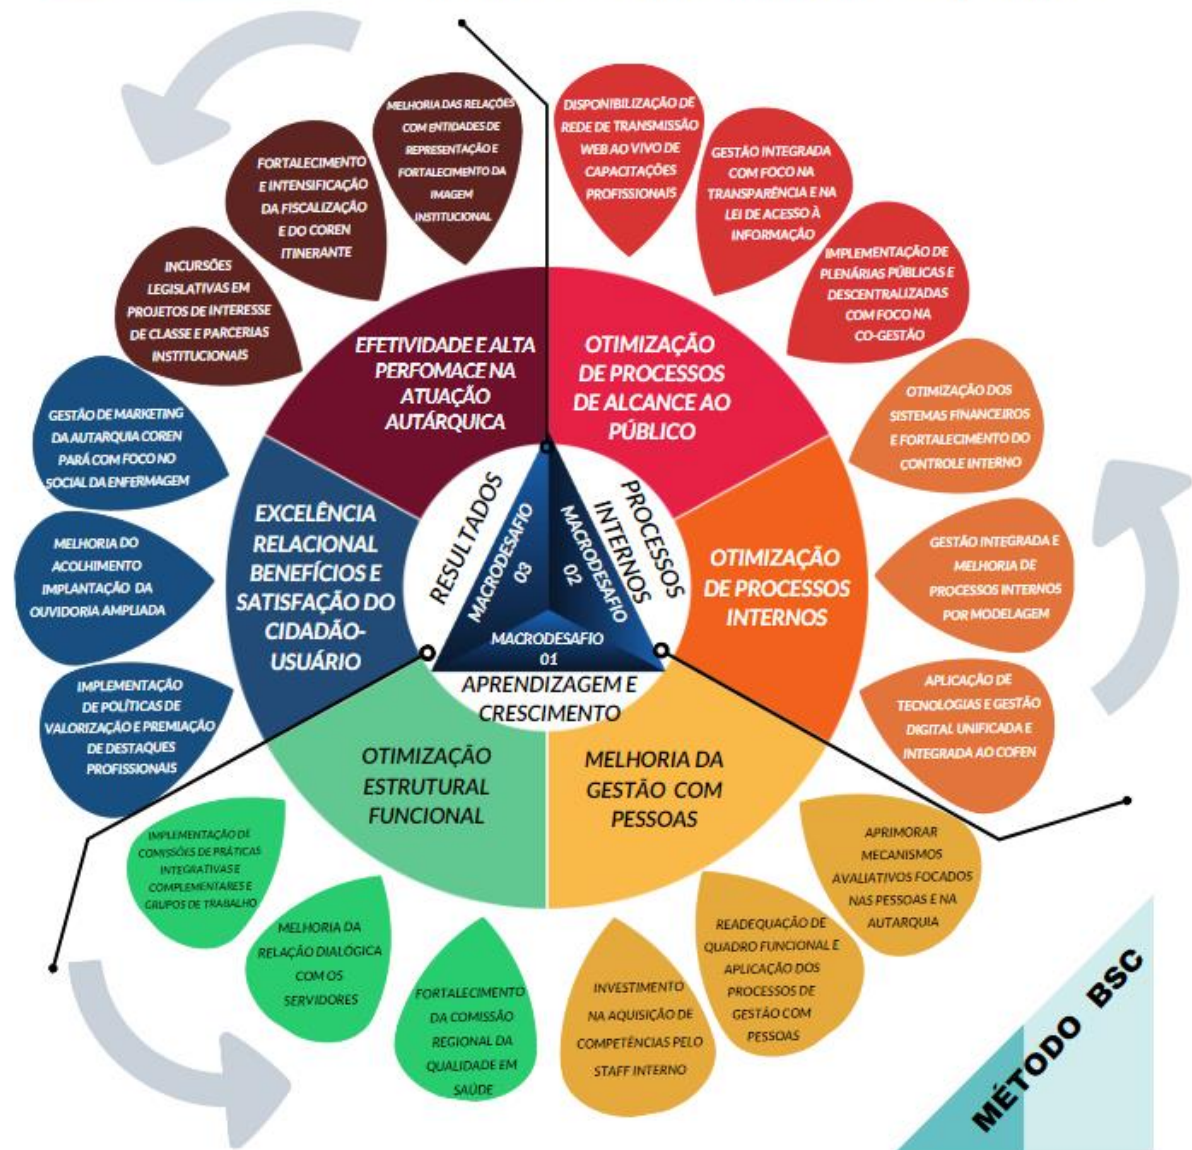 MELHORIA DAS RELAÇÕES
COM ENTIDADES DE
REPRESENTAÇÃO E
FORTALECIMENTO DA
IMAGEM
INSTITUCIONAL
FORTALECIMENTO
E INTENSIFICAÇÃO
DA FISCALIZAÇÃO
E DO COREN
ITINERANTE
INCURSÕES
LEGISLATIVAS EM
PROJETOS DE INTERESSE
DE CLASSE E PARCERIAS
INSTITUCIONAIS
GESTÃO DE MARKETING
DA AUTARQUIA COREN
PARÁ COM FOCO NO
SOCIAL DA ENFERMAGEM
MELHORIA DO
ACOLHIMENTO
IMPLANTAÇÃO DA
OUVIDORIA AMPLIADA
IMPLEMENTAÇÃO
DE POLÍTICAS DE
VALORIZAÇÃO E PREMIAÇÃO
DE DESTAQUES
PROFISSIONAIS
DISPONIBILIZAÇÃO DE
REDE DE TRANSMISSÃO
WEB AO VIVO DE
CAPACITAÇÕES
PROFISSIONAIS
GESTÃO INTEGRADA
COM FOCO NA
TRANSPARÊNCIA E NA
LEI DE ACESSO À
INFORMAÇÃO
IMPLEMENTAÇÃO DE
PLENÁRIAS PÚBLICAS E
DESCENTRALIZADAS
COM FOCO NA
CO-GESTÃO
OTIMIZAÇÃO DOS
SISTEMAS FINANCEIROS
E FORTALECIMENTO DO
CONTROLE INTERNO
GESTÃO INTEGRADA E
MELHORIA DE
PROCESSOS INTERNOS
POR MODELAGEM
APLICAÇÃO DE
TECNOLOGIAS E GESTÃO
DIGITAL UNIFICADA E
INTEGRADA AO COFEN
EFETIVIDADE E ALTA
PERFOMACE NA
ATUAÇÃO
AUTÁRQUICA
OTIMIZAÇÃO
DE PROCESSOS
DE ALCANCE AO
PÚBLICO
EXCELÊNCIA
RELACIONAL
BENEFÍCIOS E
SATISFAÇÃO DO
CIDADÃO-
USUÁRIO
OTIMIZAÇÃO
DE PROCESSOS
INTERNOS
RESULTADOS
MACRODESAFIO
03
PROCESSOS
INTERNOS
MACRODESAFIO
02
MACRODESAFIO
01
APRENDIZAGEM E
CRESCIMENTO
OTIMIZAÇÃO
ESTRUTURAL
FUNCIONAL
MELHORIA DA
GESTÃO COM
PESSOAS
IMPLEMENTAÇÃO DE
COMISSÕES DE PRÁTICAS
INTEGRATIVAS E
COMPLEMENTARES E
GRUPOS DE TRABALHO
MELHORIA DA
RELAÇÃO DIALÓGICA
COM OS
SERVIDORES
FORTALECIMENTO
DA COMISSÃO
REGIONAL DA
QUALIDADE EM
SAÚDE
INVESTIMENTO
NA AQUISIÇÃO DE
COMPETÊNCIAS PELO
STAFF INTERNO
READEQUAÇÃO DE
QUADRO FUNCIONAL E
APLICAÇÃO DOS
PROCESSOS DE
GESTÃO COM
PESSOAS
APRIMORAR
MECANISMOS
AVALIATIVOS FOCADOS
NAS PESSOAS E NA
AUTARQUIA
MÉTODO BSC